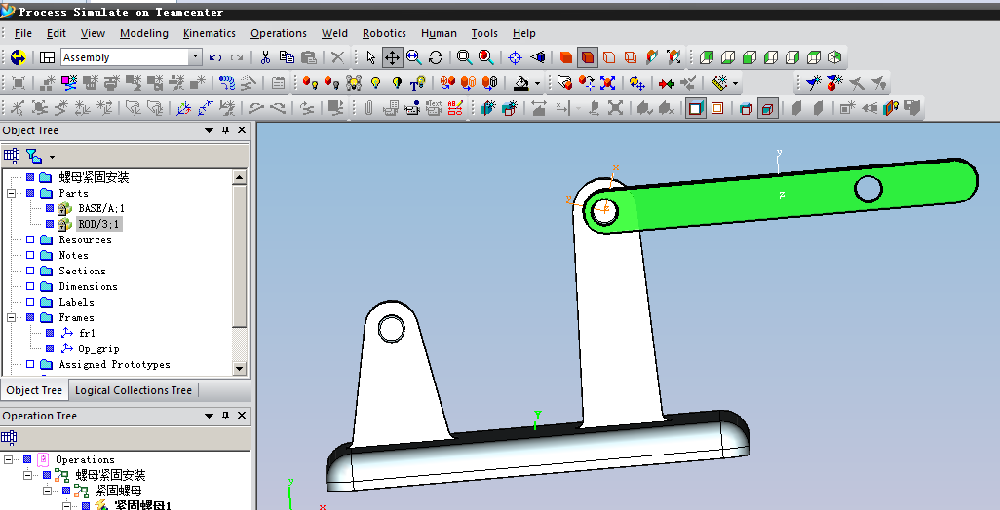 Process Simulate on Teamcenter
File Edit View Modeling Kinematics Operations Weld Robotics Human Tools Help
Assembly
Object Tree
螺母紧固安装
Parts
BASE/A;1
ROD/3;1
Resources
Notes
Sections
Dimensions
Labels
Frames
fr1
Op_grip
Assigned Prototypes
Object Tree Logical Collections Tree
Operation Tree
Operations
螺母紧固安装
紧固螺母
紧固螺母1
y
z
x
Y
y
x